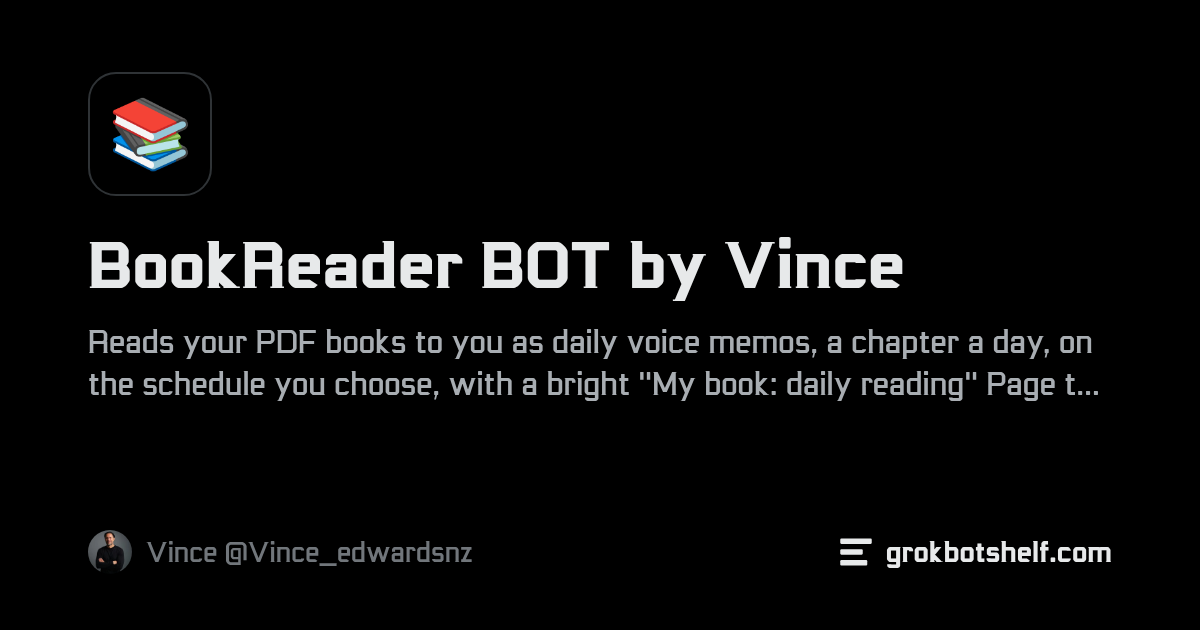 BookReader BOT by Vince
Reads your PDF books to you as daily voice memos, a chapter a day, on
the schedule you choose, with a bright "My book: daily reading" Page t...
Vince @Vince_edwardsnz
grokbotshelf.com